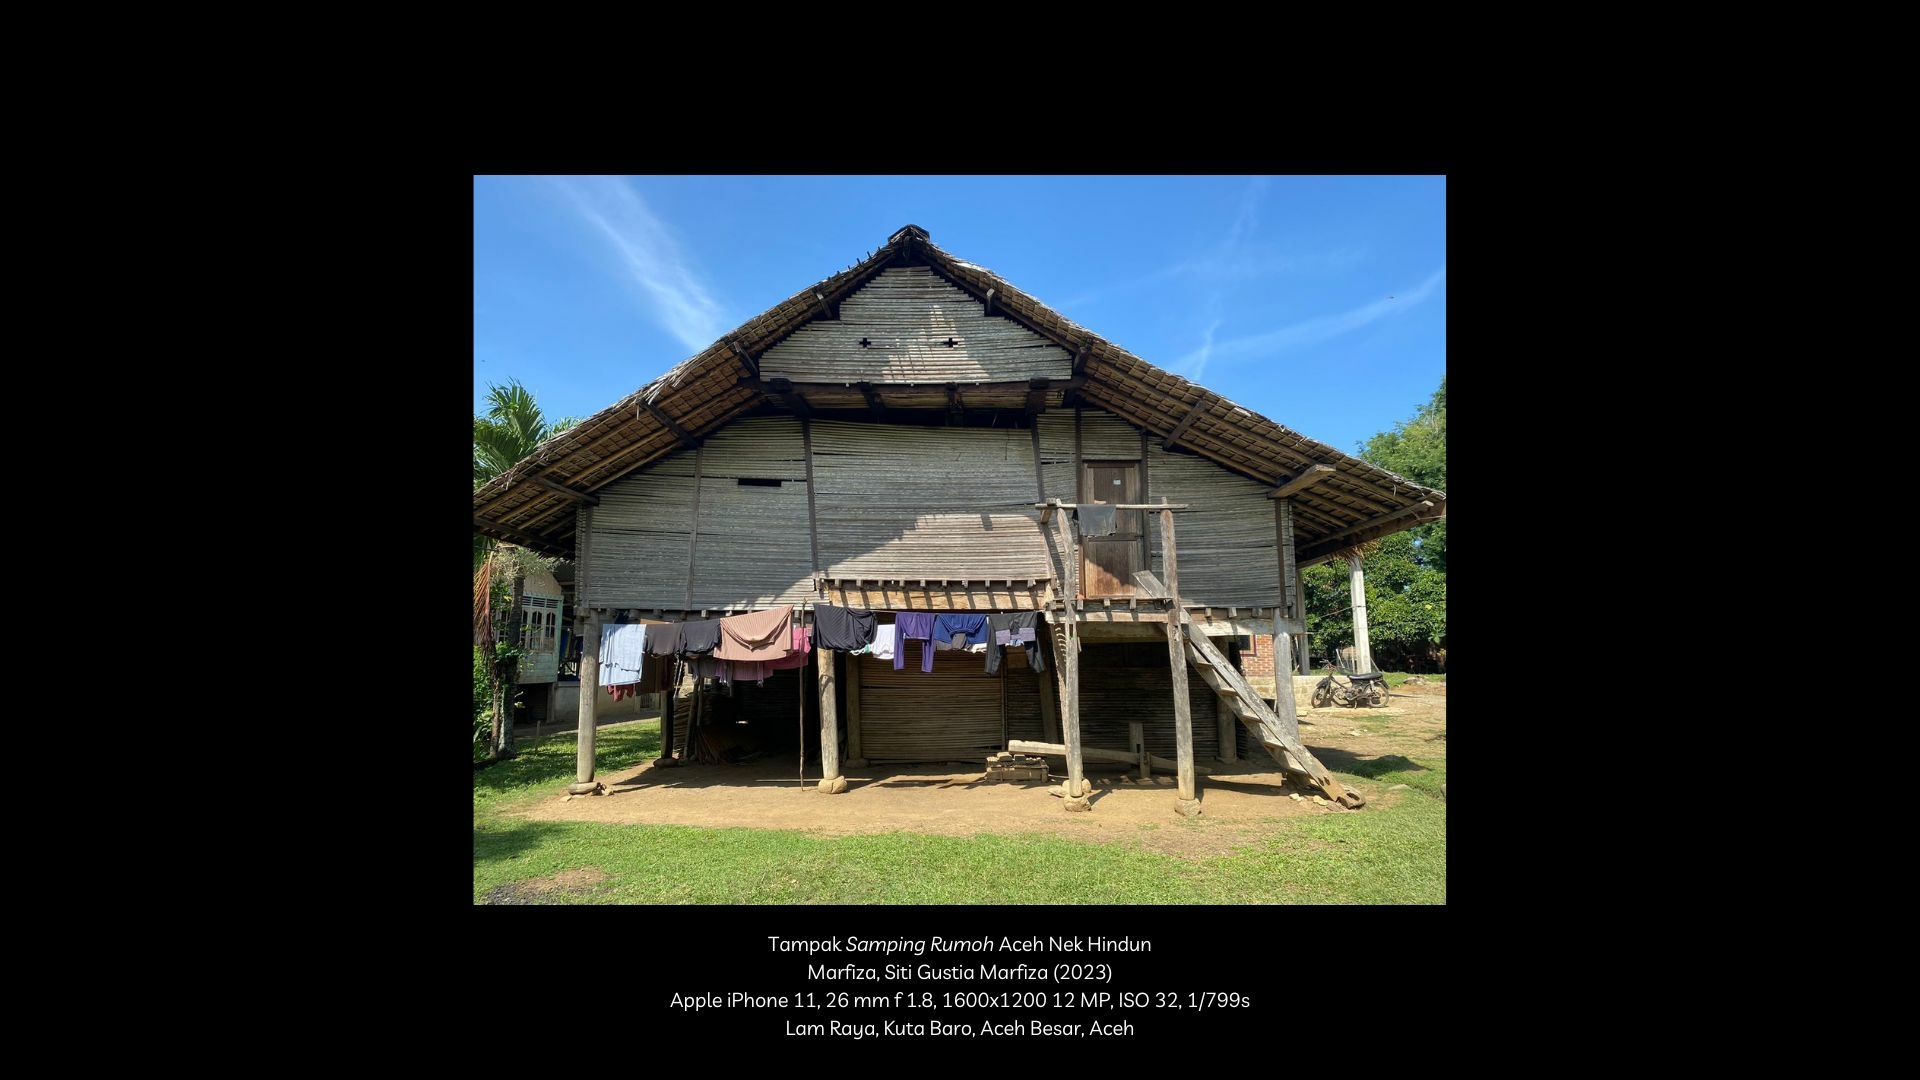 Tampak Samping Rumoh Aceh Nek Hindun
Marfiza, Siti Gustia Marfiza (2023)
Apple iPhone 11, 26 mm f 1.8, 1600x1200 12 MP, ISO 32, 1/799s
Lam Raya, Kuta Baro, Aceh Besar, Aceh